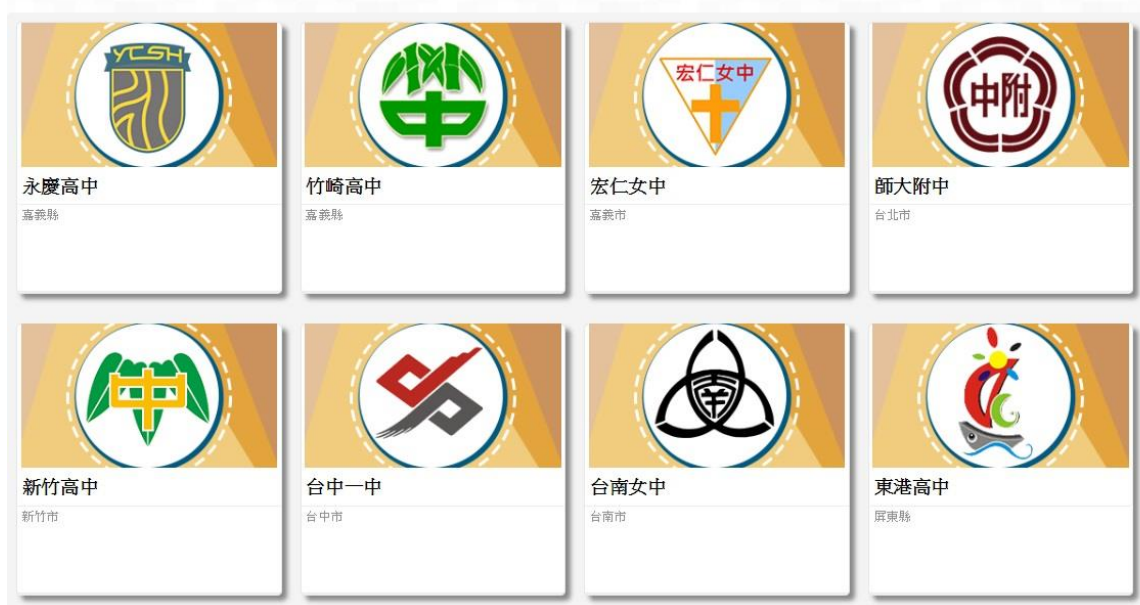 YCSH
永慶高中
嘉義縣
中
竹崎高中
嘉義縣
宏仁女中
宏仁女中
嘉義市
中附
師大附中
台北市
中
新竹高中
新竹市
台中一中
台中市
台南女中
台南市
東港高中
屏東縣